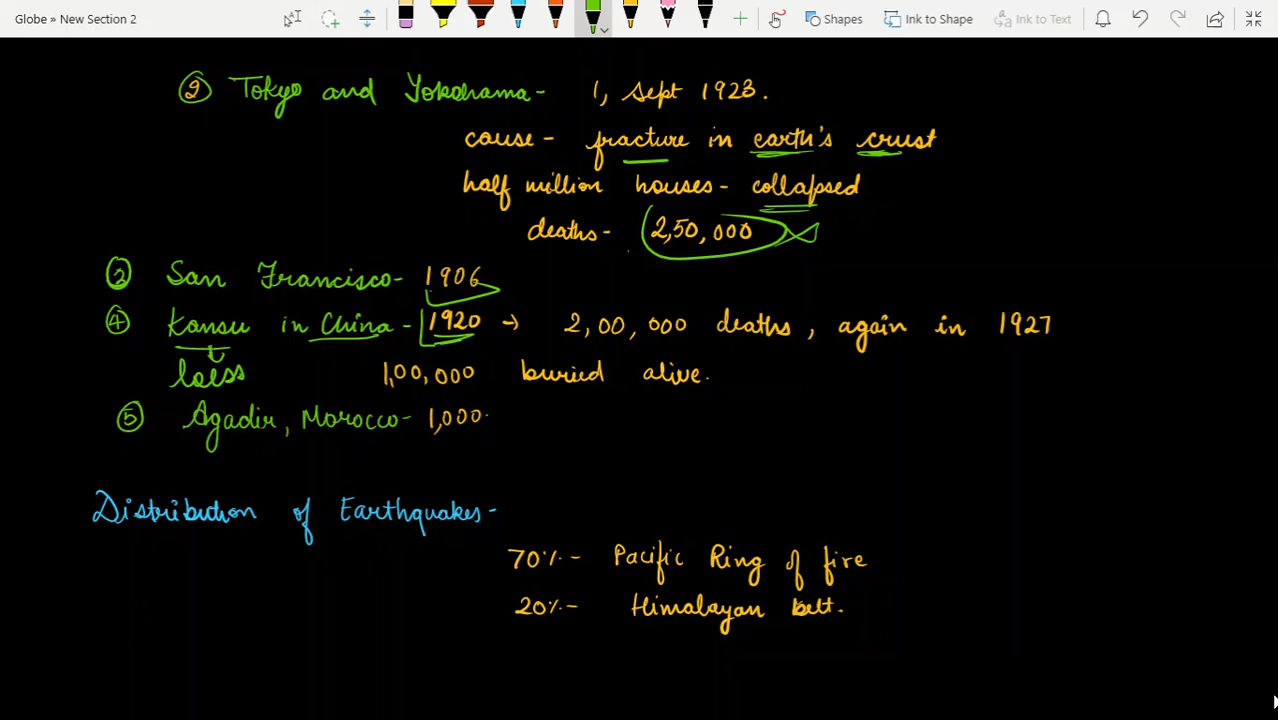 Globe » New Section 2
Shapes
Ink to Shape
Ink to Text
② Tokyo and Yokohama - 1, Sept 1923.
cause - fracture in earth's crust
half million houses - collapsed
deaths - 2,50,000
③ San Francisco - 1906
④ Kansu in China - 1920 → 2,00,000 deaths, again in 1927
loess 1,00,000 buried alive.
⑤ Agadir, Morocco - 1,000.
Distribution of Earthquakes -
70% - Pacific Ring of fire
20% - Himalayan belt.